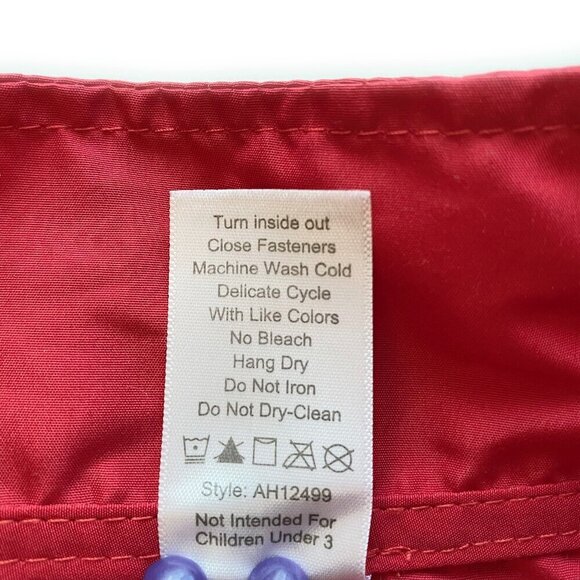 Turn inside out
Close Fasteners
Machine Wash Cold
Delicate Cycle
With Like Colors
No Bleach
Hang Dry
Do Not Iron
Do Not Dry-Clean
Style: AH12499
Not Intended For
Children Under 3